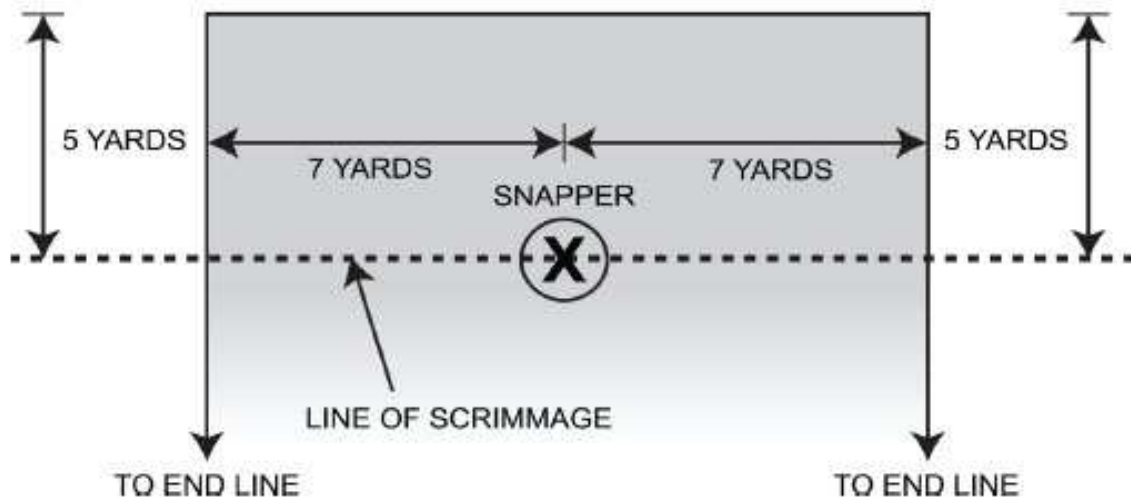 5 YARDS
7 YARDS
7 YARDS
5 YARDS
SNAPPER
X
LINE OF SCRIMMAGE
TO END LINE
TO END LINE